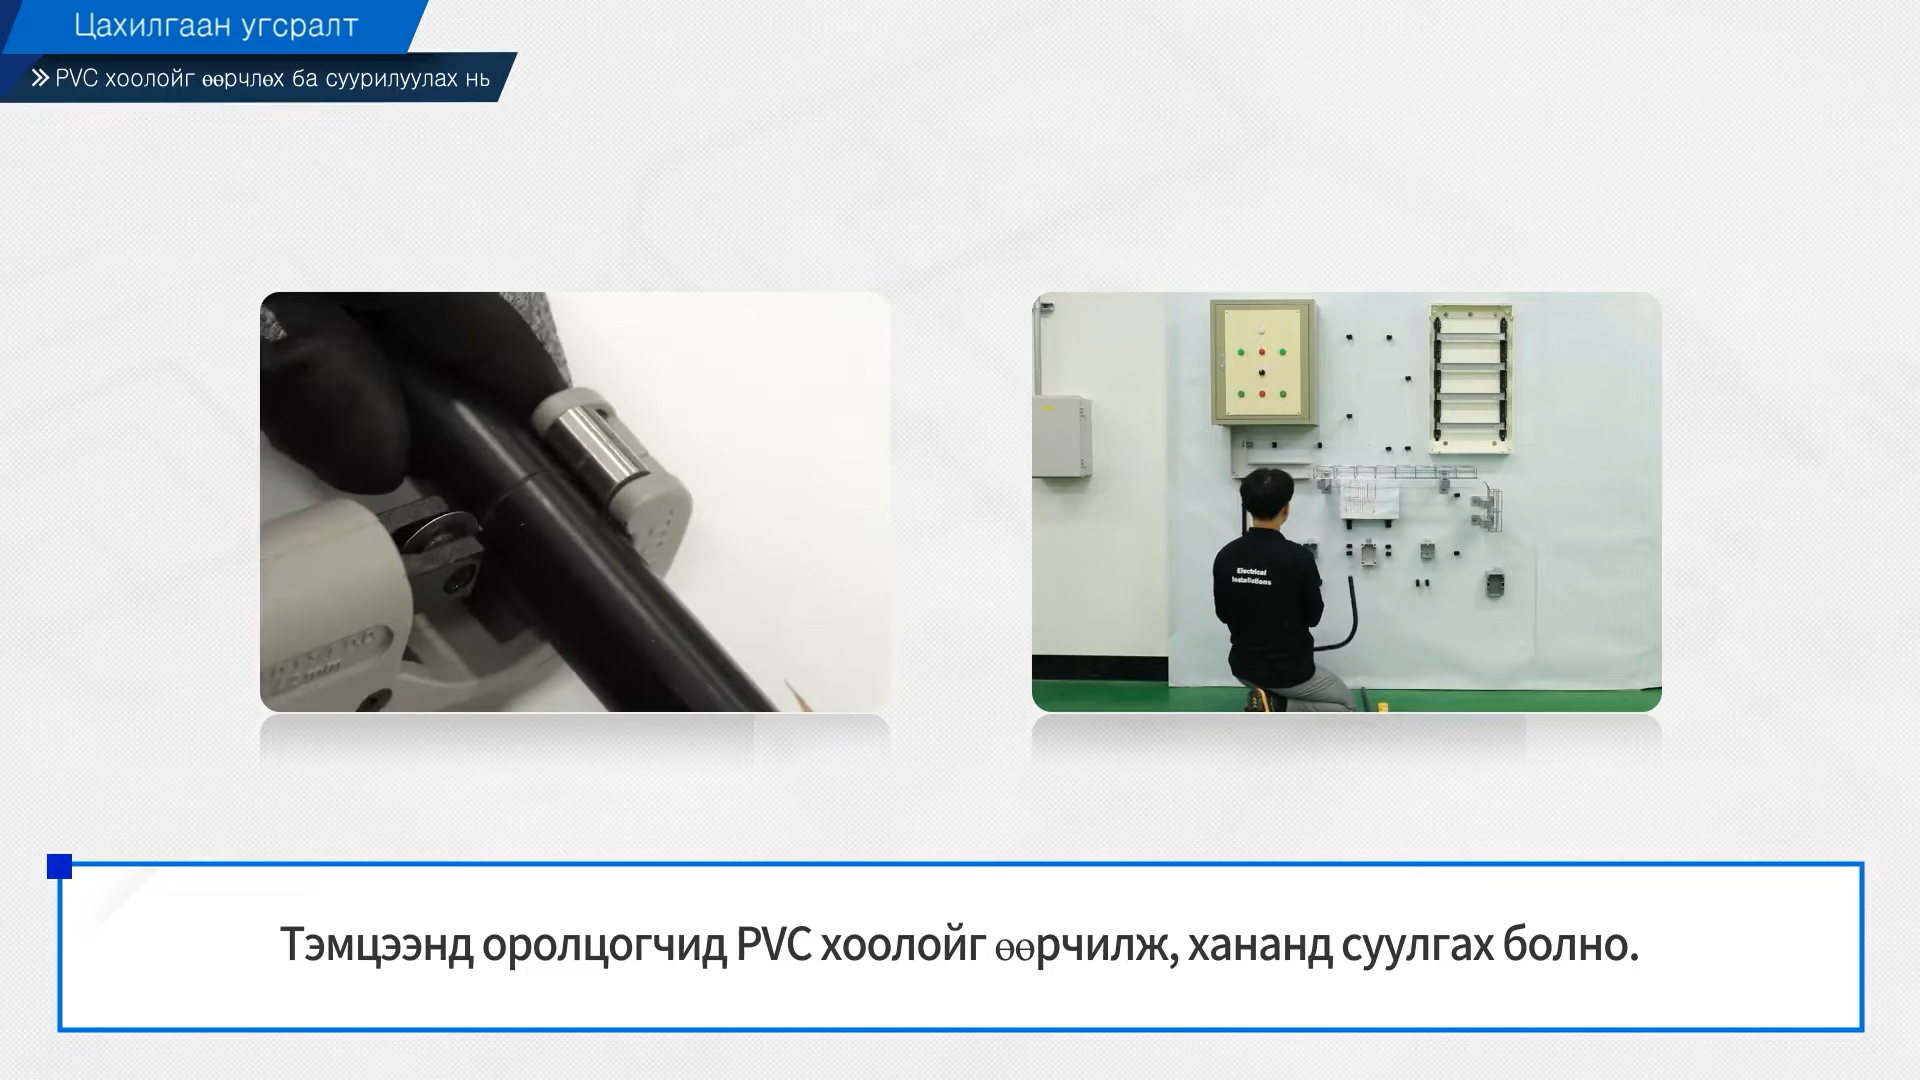 Цахилгаан угсралт
PVC хоолойг өөрчлөх ба суурилуулах нь
Electrical
Installations
Тэмцээнд оролцогчид PVC хоолойг өөрчилж, хананд суулгах болно.